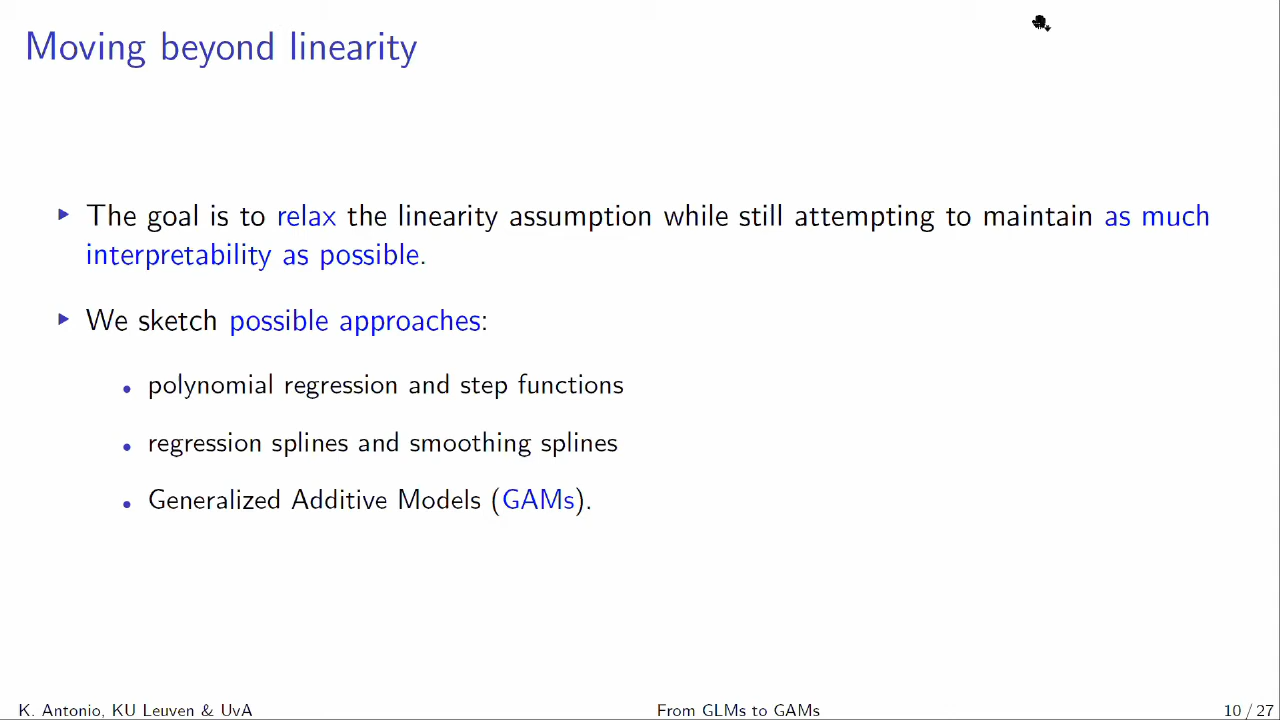 Moving beyond linearity
▶ The goal is to relax the linearity assumption while still attempting to maintain as much
interpretability as possible.
▶ We sketch possible approaches:
• polynomial regression and step functions
• regression splines and smoothing splines
• Generalized Additive Models (GAMs).
K. Antonio, KU Leuven & UvA
From GLMs to GAMs
10 / 27